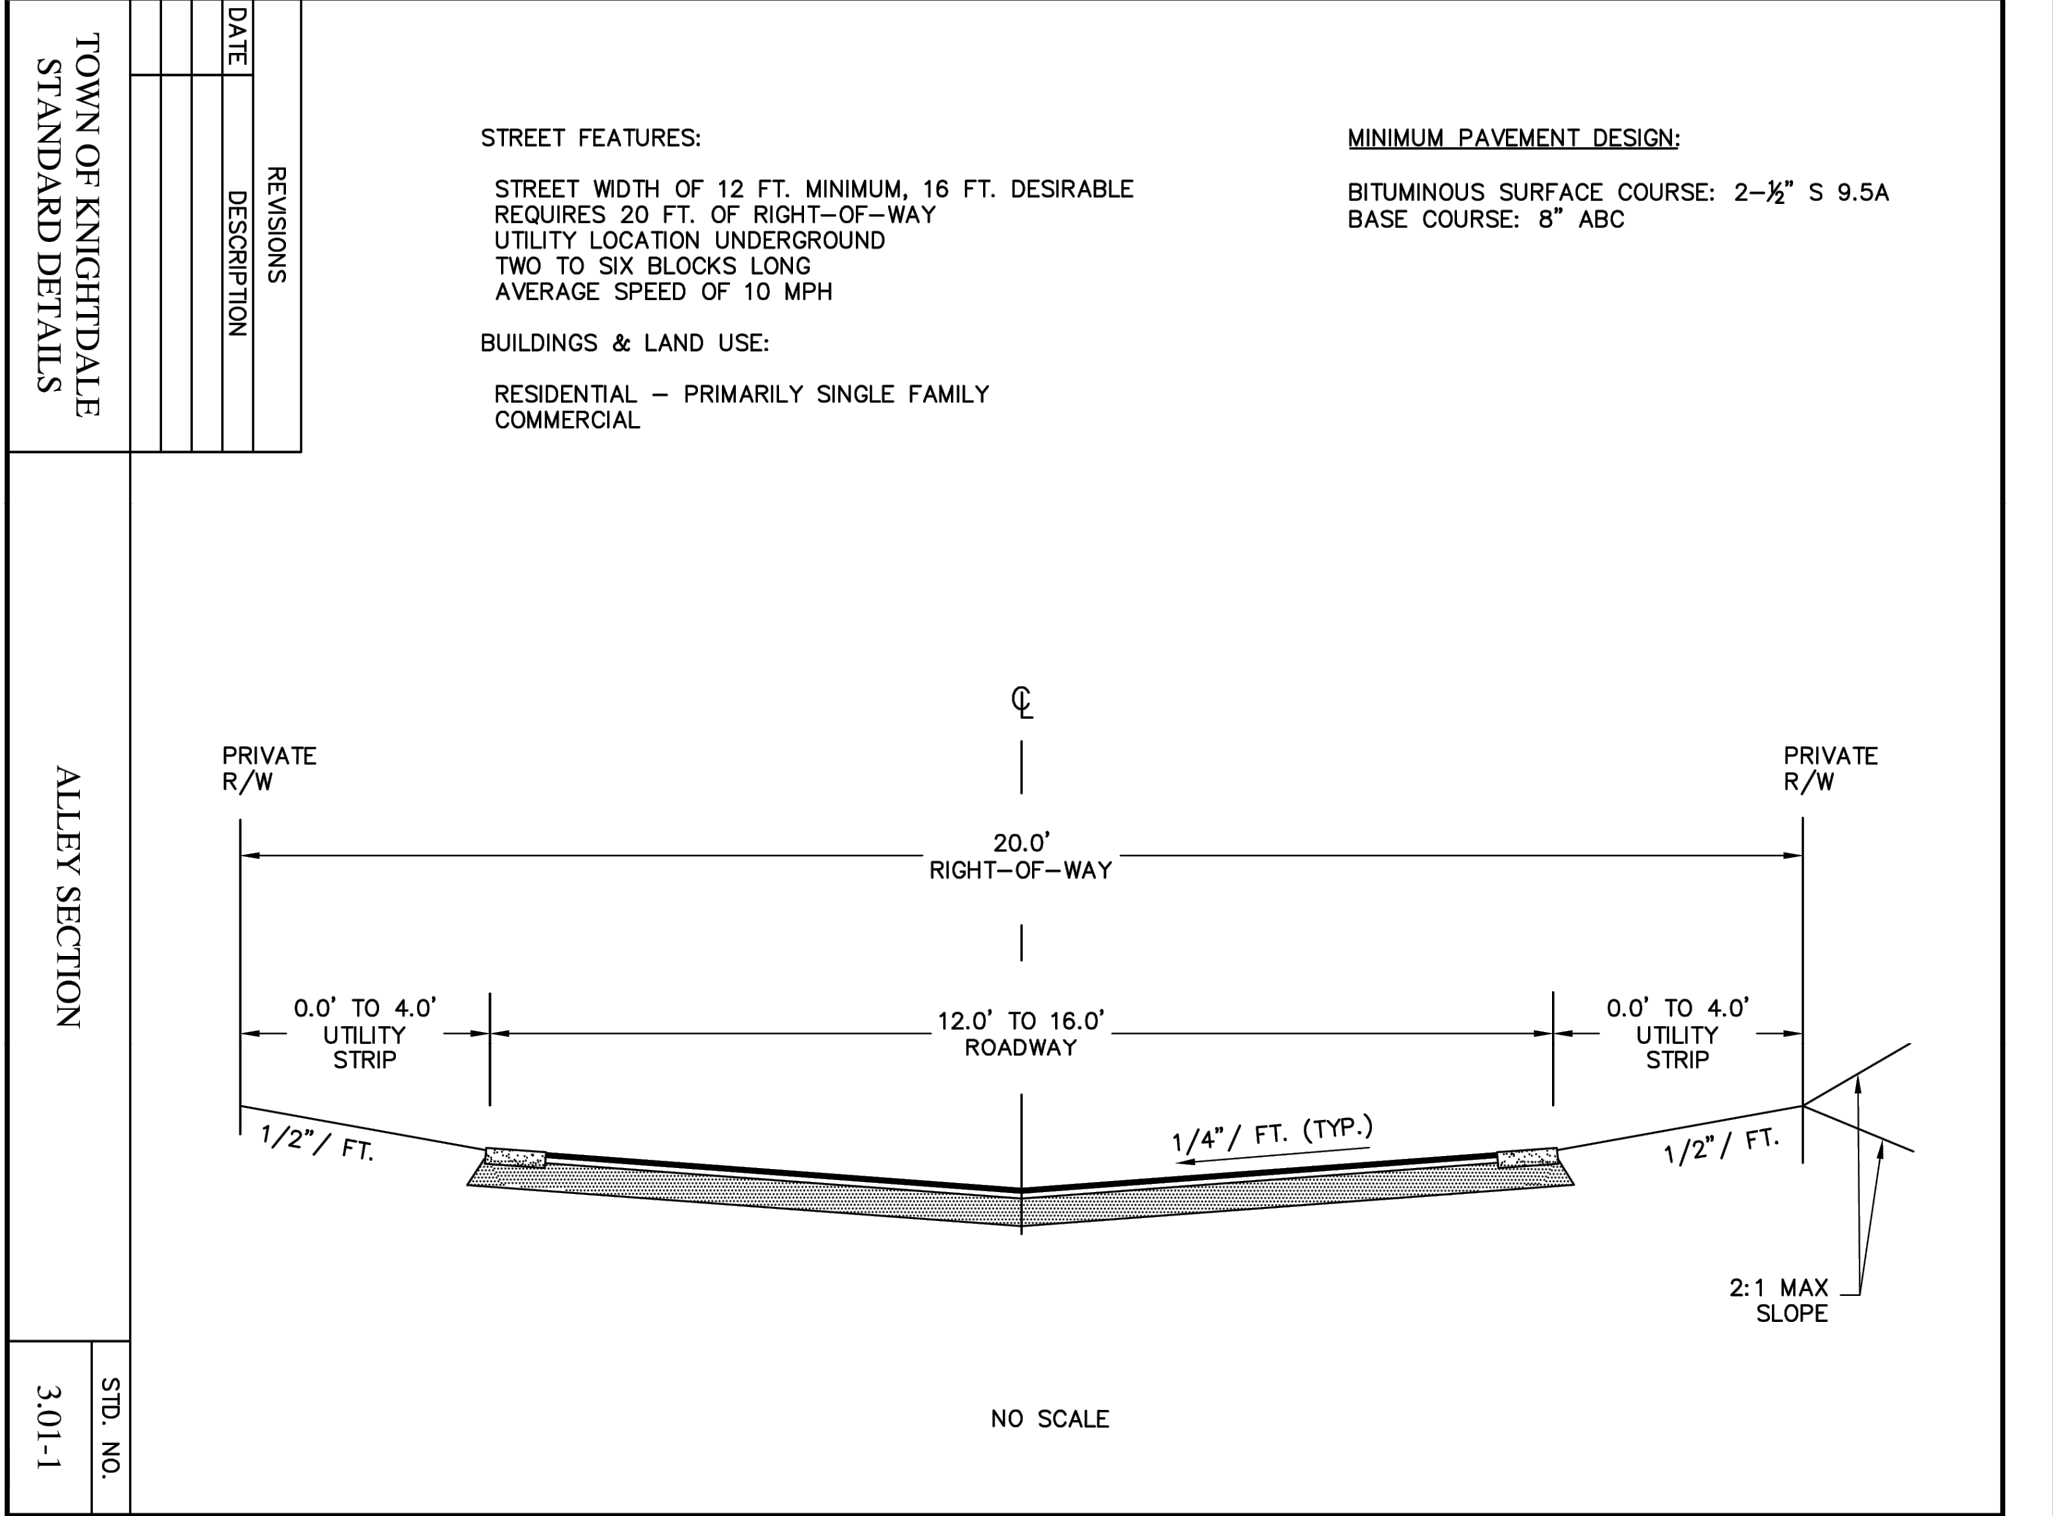 STREET FEATURES:
STREET WIDTH OF 12 FT. MINIMUM, 16 FT. DESIRABLE
REQUIRES 20 FT. OF RIGHT-OF-WAY
UTILITY LOCATION UNDERGROUND
TWO TO SIX BLOCKS LONG
AVERAGE SPEED OF 10 MPH
BUILDINGS & LAND USE:
RESIDENTIAL - PRIMARILY SINGLE FAMILY
COMMERCIAL
MINIMUM PAVEMENT DESIGN:
BITUMINOUS SURFACE COURSE: 2-½" S 9.5A
BASE COURSE: 8" ABC
℄
PRIVATE
R/W
PRIVATE
R/W
20.0'
RIGHT-OF-WAY
0.0' TO 4.0'
UTILITY
STRIP
12.0' TO 16.0'
ROADWAY
0.0' TO 4.0'
UTILITY
STRIP
1/2"/ FT.
1/4"/ FT. (TYP.)
1/2"/ FT.
2:1 MAX
SLOPE
NO SCALE
REVISIONS
DATE
DESCRIPTION
TOWN OF KNIGHTDALE
STANDARD DETAILS
ALLEY SECTION
STD. NO.
3.01-1